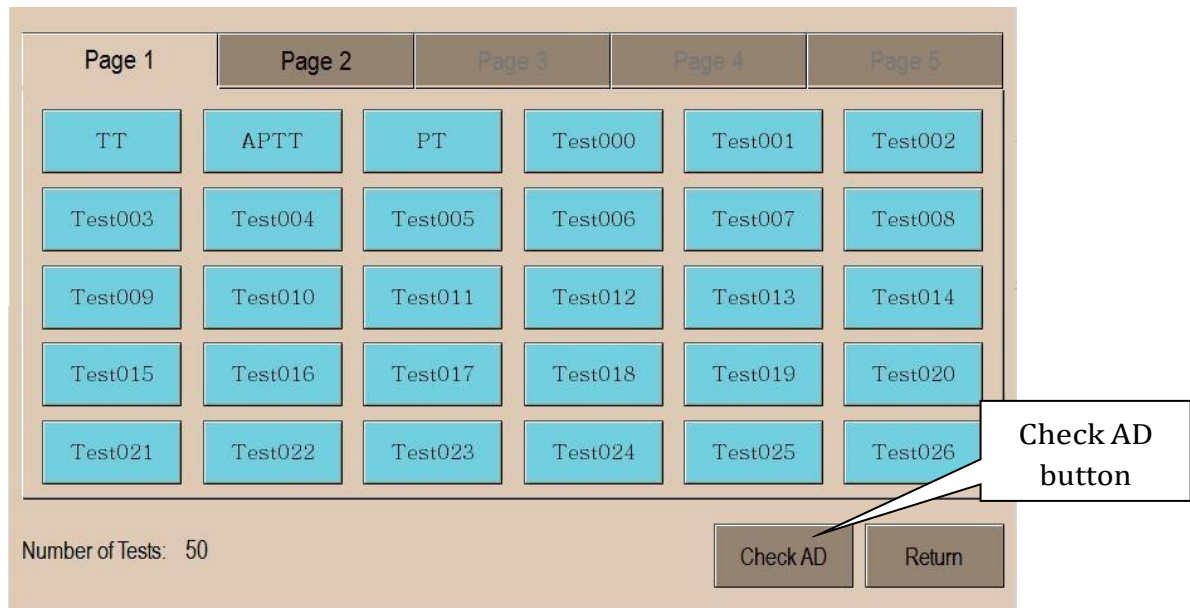 Page 1 Page 2 Page 3 Page 4 Page 5
TT APTT PT Test000 Test001 Test002
Test003 Test004 Test005 Test006 Test007 Test008
Test009 Test010 Test011 Test012 Test013 Test014
Test015 Test016 Test017 Test018 Test019 Test020
Test021 Test022 Test023 Test024 Test025 Test026
Check AD
button
Number of Tests: 50 Check AD Return